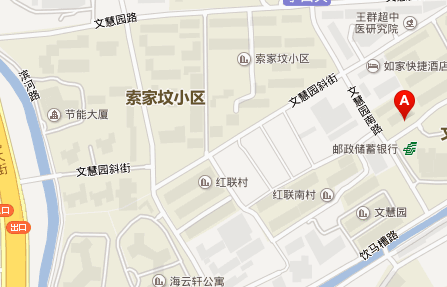 文慧园路
王群超中
医研究院
索家坟小区
如家快捷酒店
滨河路
文慧园斜街
文慧园南路
索家坟小区
A
节能大厦
邮政储蓄银行
文慧园斜街
红联村
红联南村
出口
文慧园
饮马槽路
海云轩公寓